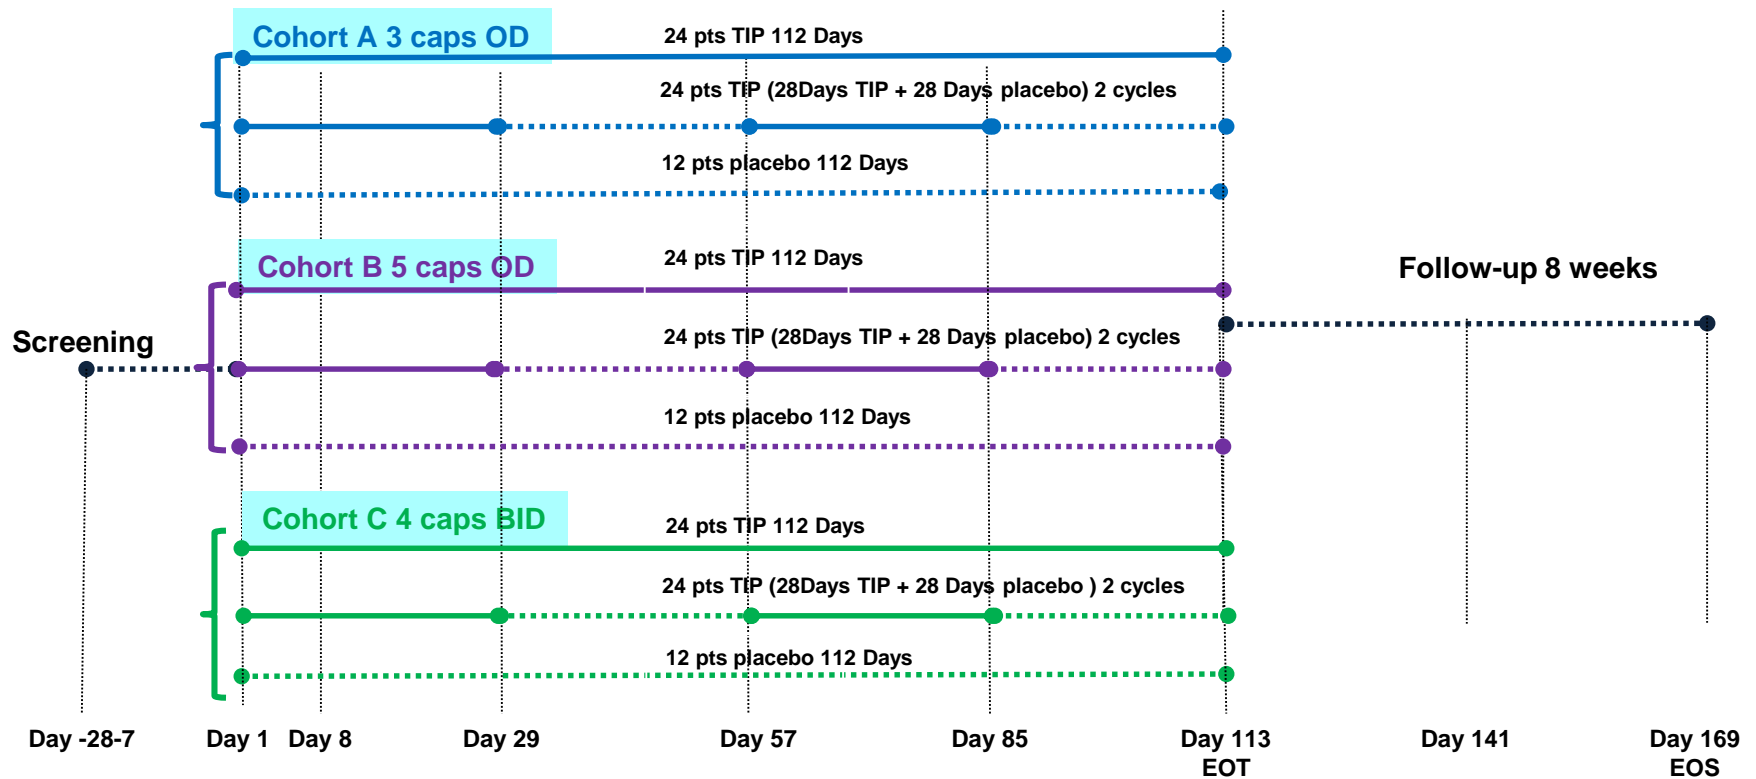 Cohort A 3 caps OD
24 pts TIP 112 Days
24 pts TIP (28Days TIP + 28 Days placebo) 2 cycles
12 pts placebo 112 Days
Cohort B 5 caps OD
24 pts TIP 112 Days
Follow-up 8 weeks
Screening
24 pts TIP (28Days TIP + 28 Days placebo) 2 cycles
12 pts placebo 112 Days
Cohort C 4 caps BID
24 pts TIP 112 Days
24 pts TIP (28Days TIP + 28 Days placebo ) 2 cycles
12 pts placebo 112 Days
Day -28-7
Day 1
Day 8
Day 29
Day 57
Day 85
Day 113
EOT
Day 141
Day 169
EOS